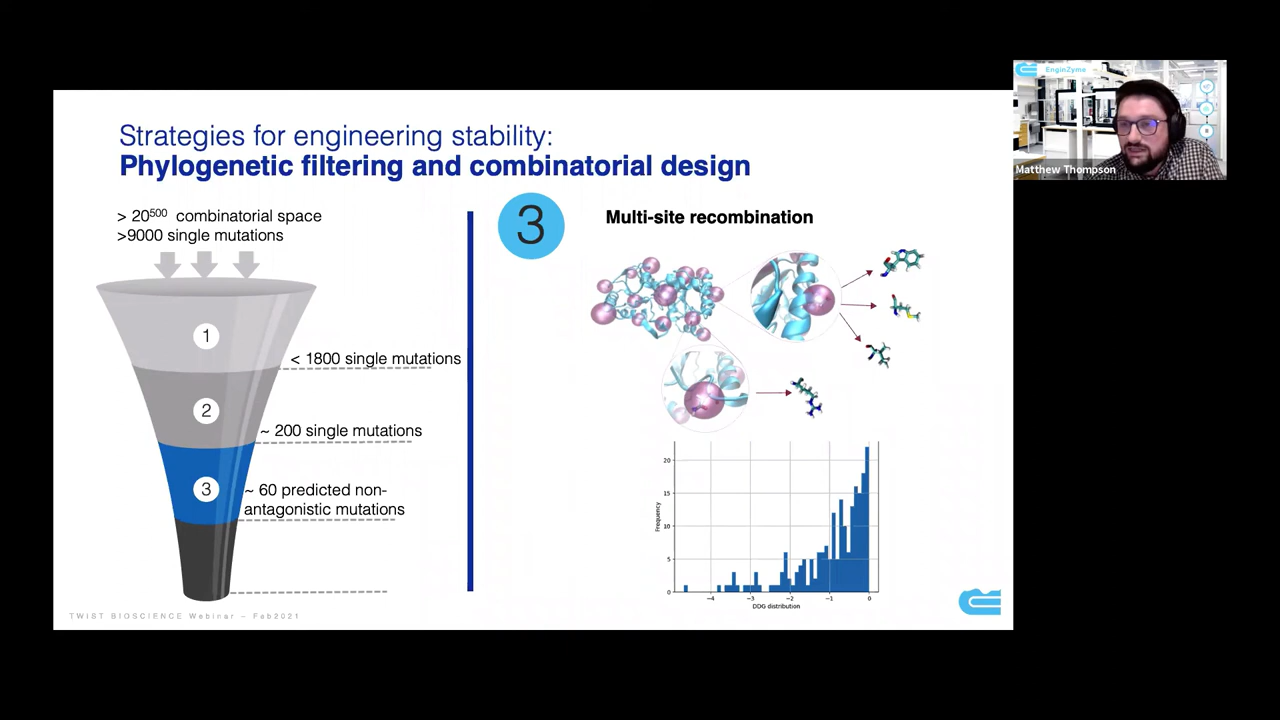 EnginZyme
Matthew Thompson
Strategies for engineering stability:
Phylogenetic filtering and combinatorial design
> 20⁵⁰⁰ combinatorial space
>9000 single mutations
1
< 1800 single mutations
2
~ 200 single mutations
3
~ 60 predicted non-
antagonistic mutations
3
Multi-site recombination
20
15
10
5
0
Frequency
−4
−3
−2
−1
0
DDG distribution
TWIST BIOSCIENCE Webinar – Feb2021